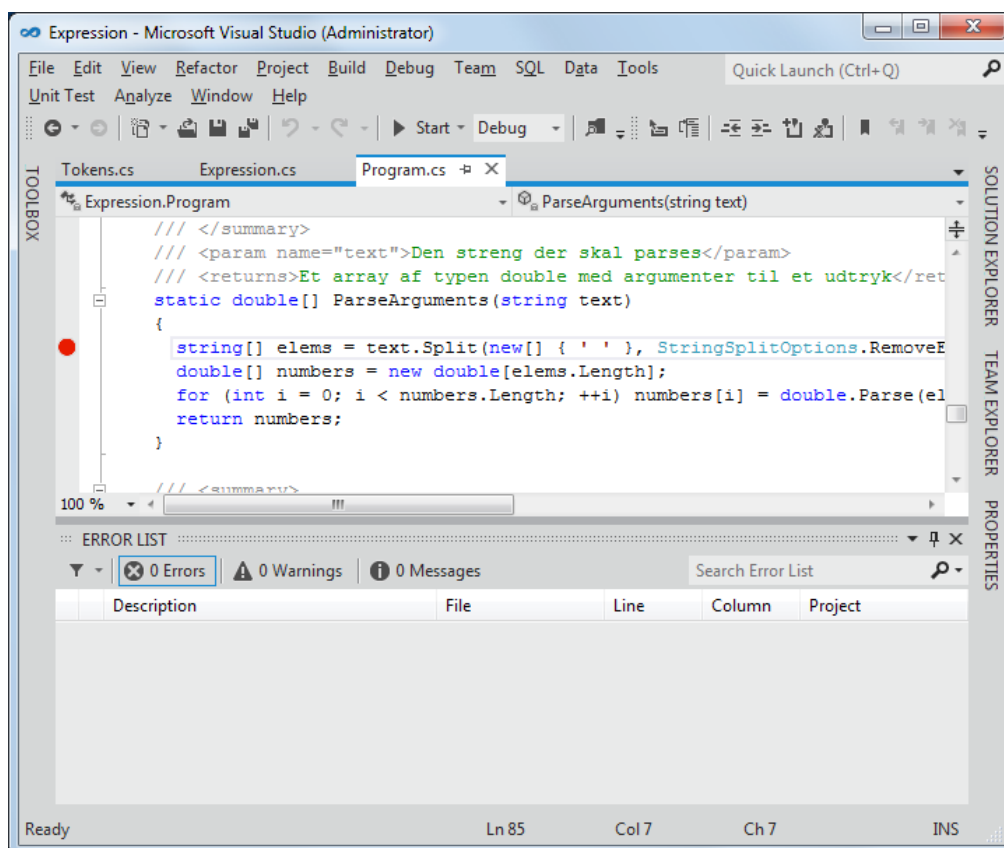 Expression - Microsoft Visual Studio (Administrator)
File Edit View Refactor Project Build Debug Team SQL Data Tools Quick Launch (Ctrl+Q)
Unit Test Analyze Window Help
Start Debug
TOOLBOX
Tokens.cs Expression.cs Program.cs
Expression.Program ParseArguments(string text)
/// </summary>
/// <param name="text">Den streng der skal parses</param>
/// <returns>Et array af typen double med argumenter til et udtryk</ret
static double[] ParseArguments(string text)
{
string[] elems = text.Split(new[] { ' ' }, StringSplitOptions.RemoveE
double[] numbers = new double[elems.Length];
for (int i = 0; i < numbers.Length; ++i) numbers[i] = double.Parse(el
return numbers;
}
/// <summary>
100 %
SOLUTION EXPLORER
TEAM EXPLORER
PROPERTIES
ERROR LIST
0 Errors 0 Warnings 0 Messages Search Error List
Description File Line Column Project
Ready Ln 85 Col 7 Ch 7 INS